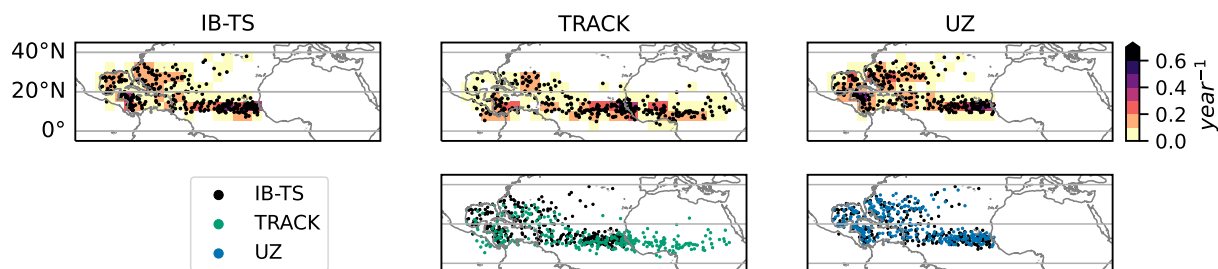 IB-TS TRACK UZ
40°N
20°N
0°
0.6
0.4
0.2
0.0
year⁻¹
IB-TS
TRACK
UZ